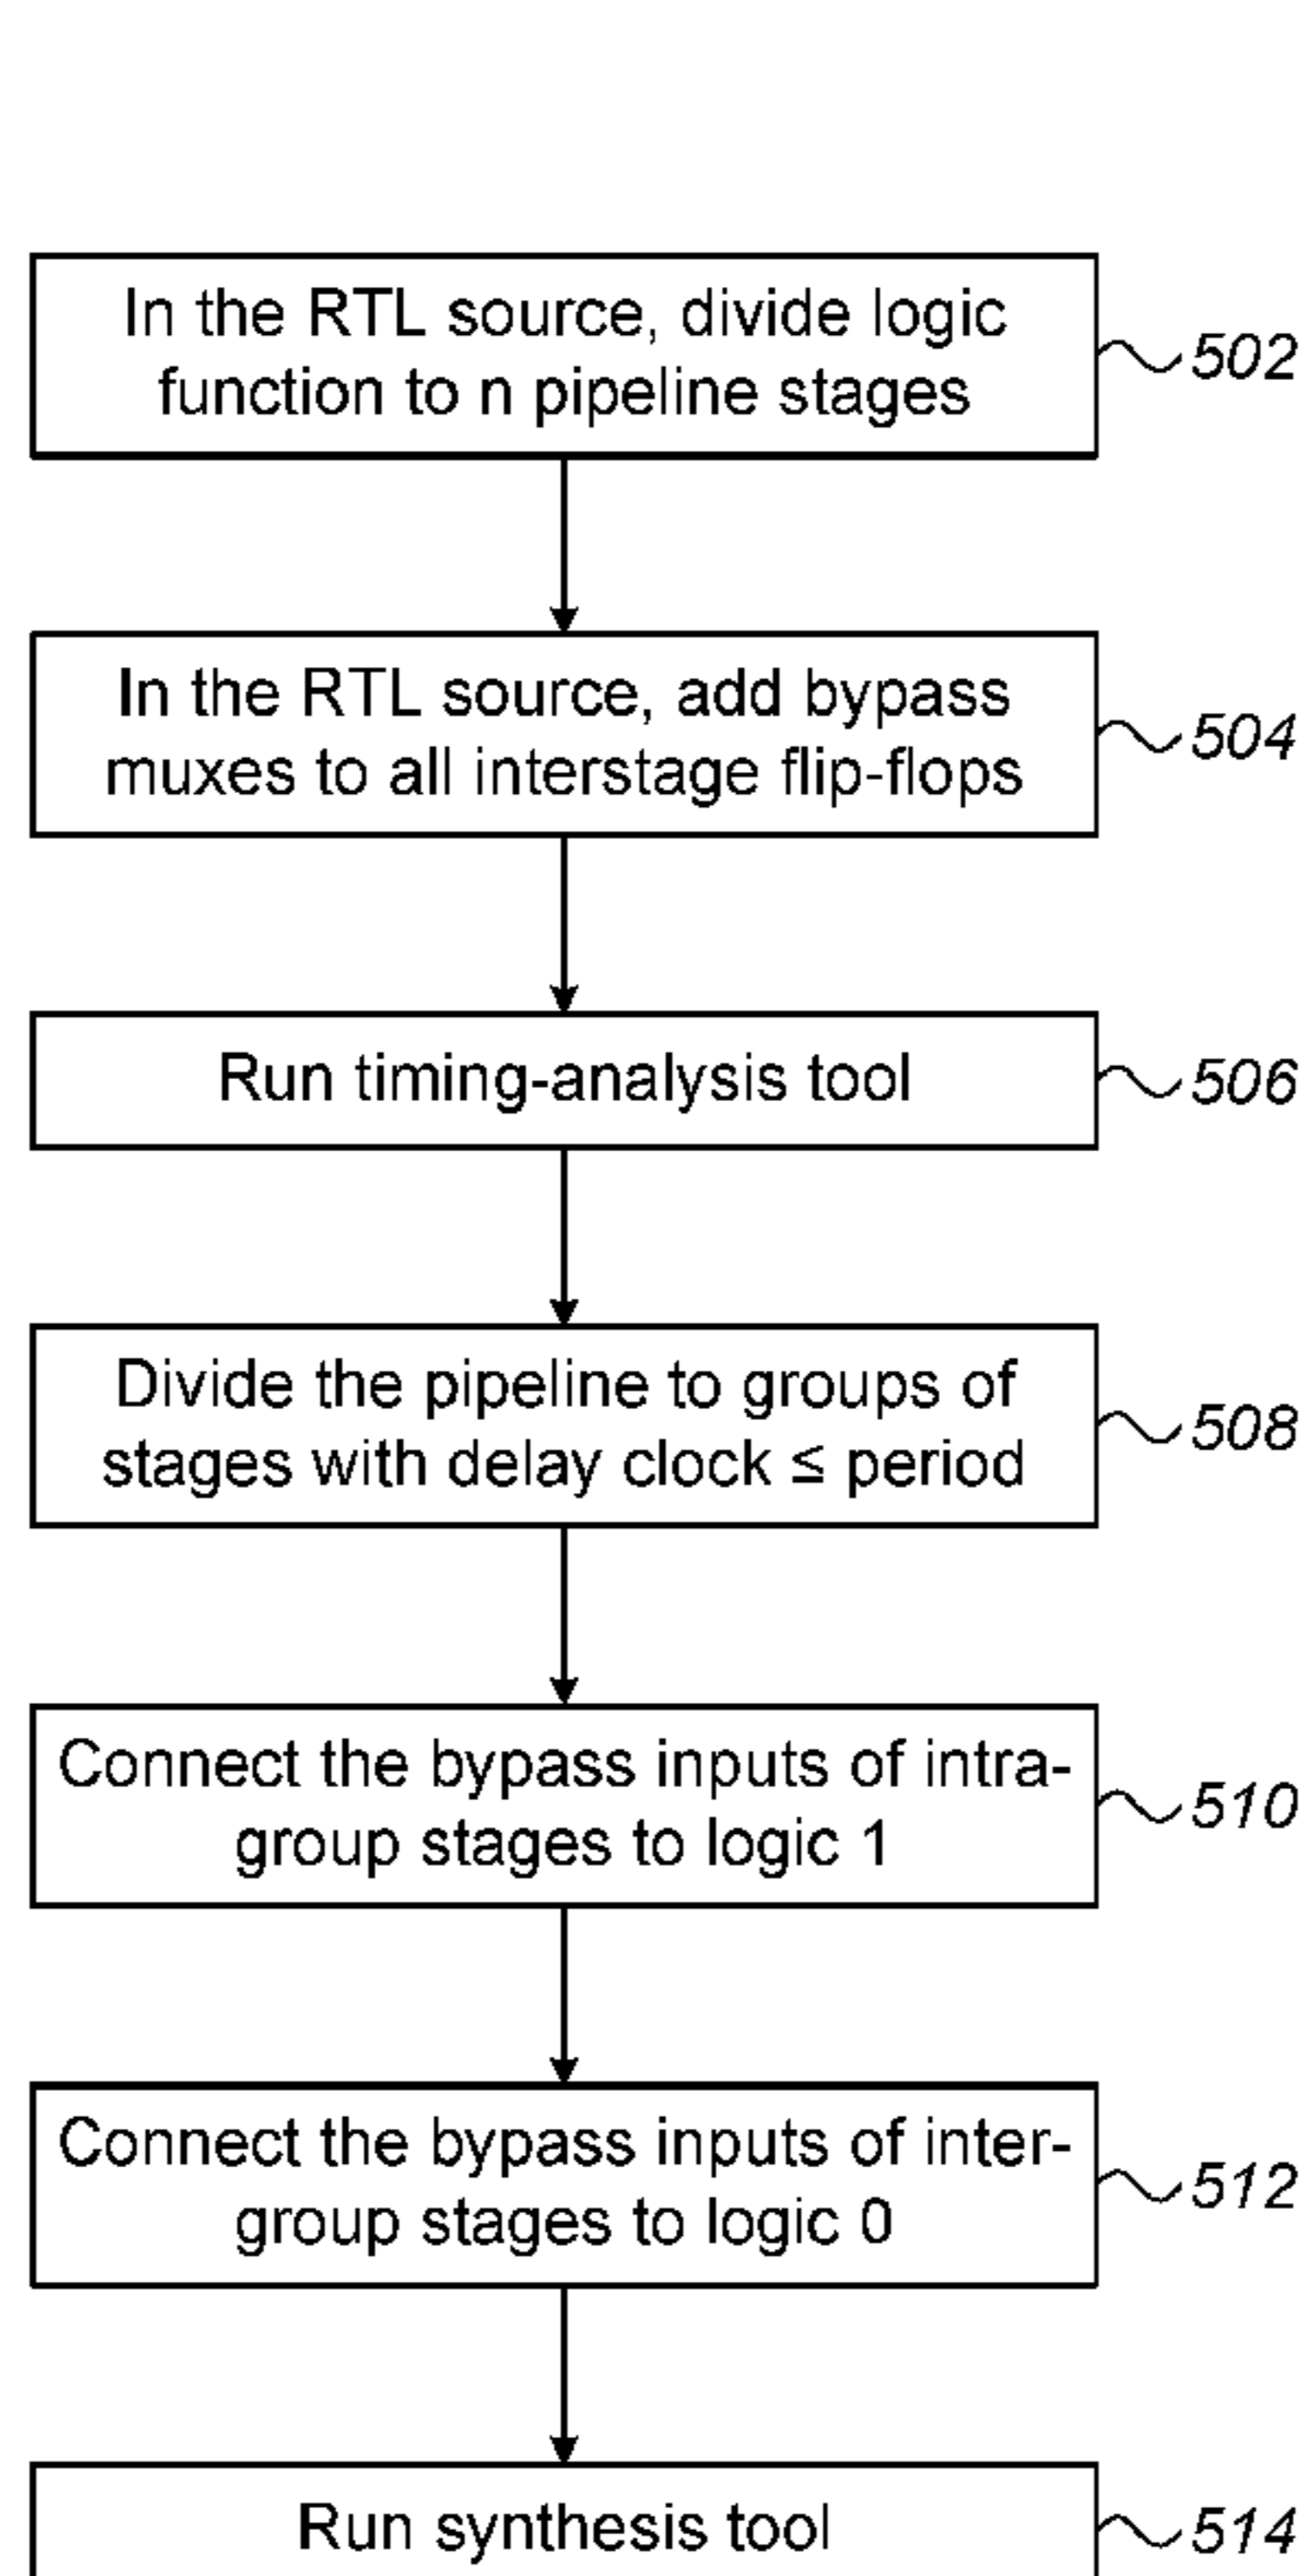 In the RTL source, divide logic
function to n pipeline stages
502
In the RTL source, add bypass
muxes to all interstage flip-flops
504
Run timing-analysis tool
506
Divide the pipeline to groups of
stages with delay clock ≤ period
508
Connect the bypass inputs of intra-
group stages to logic 1
510
Connect the bypass inputs of inter-
group stages to logic 0
512
Run synthesis tool
514